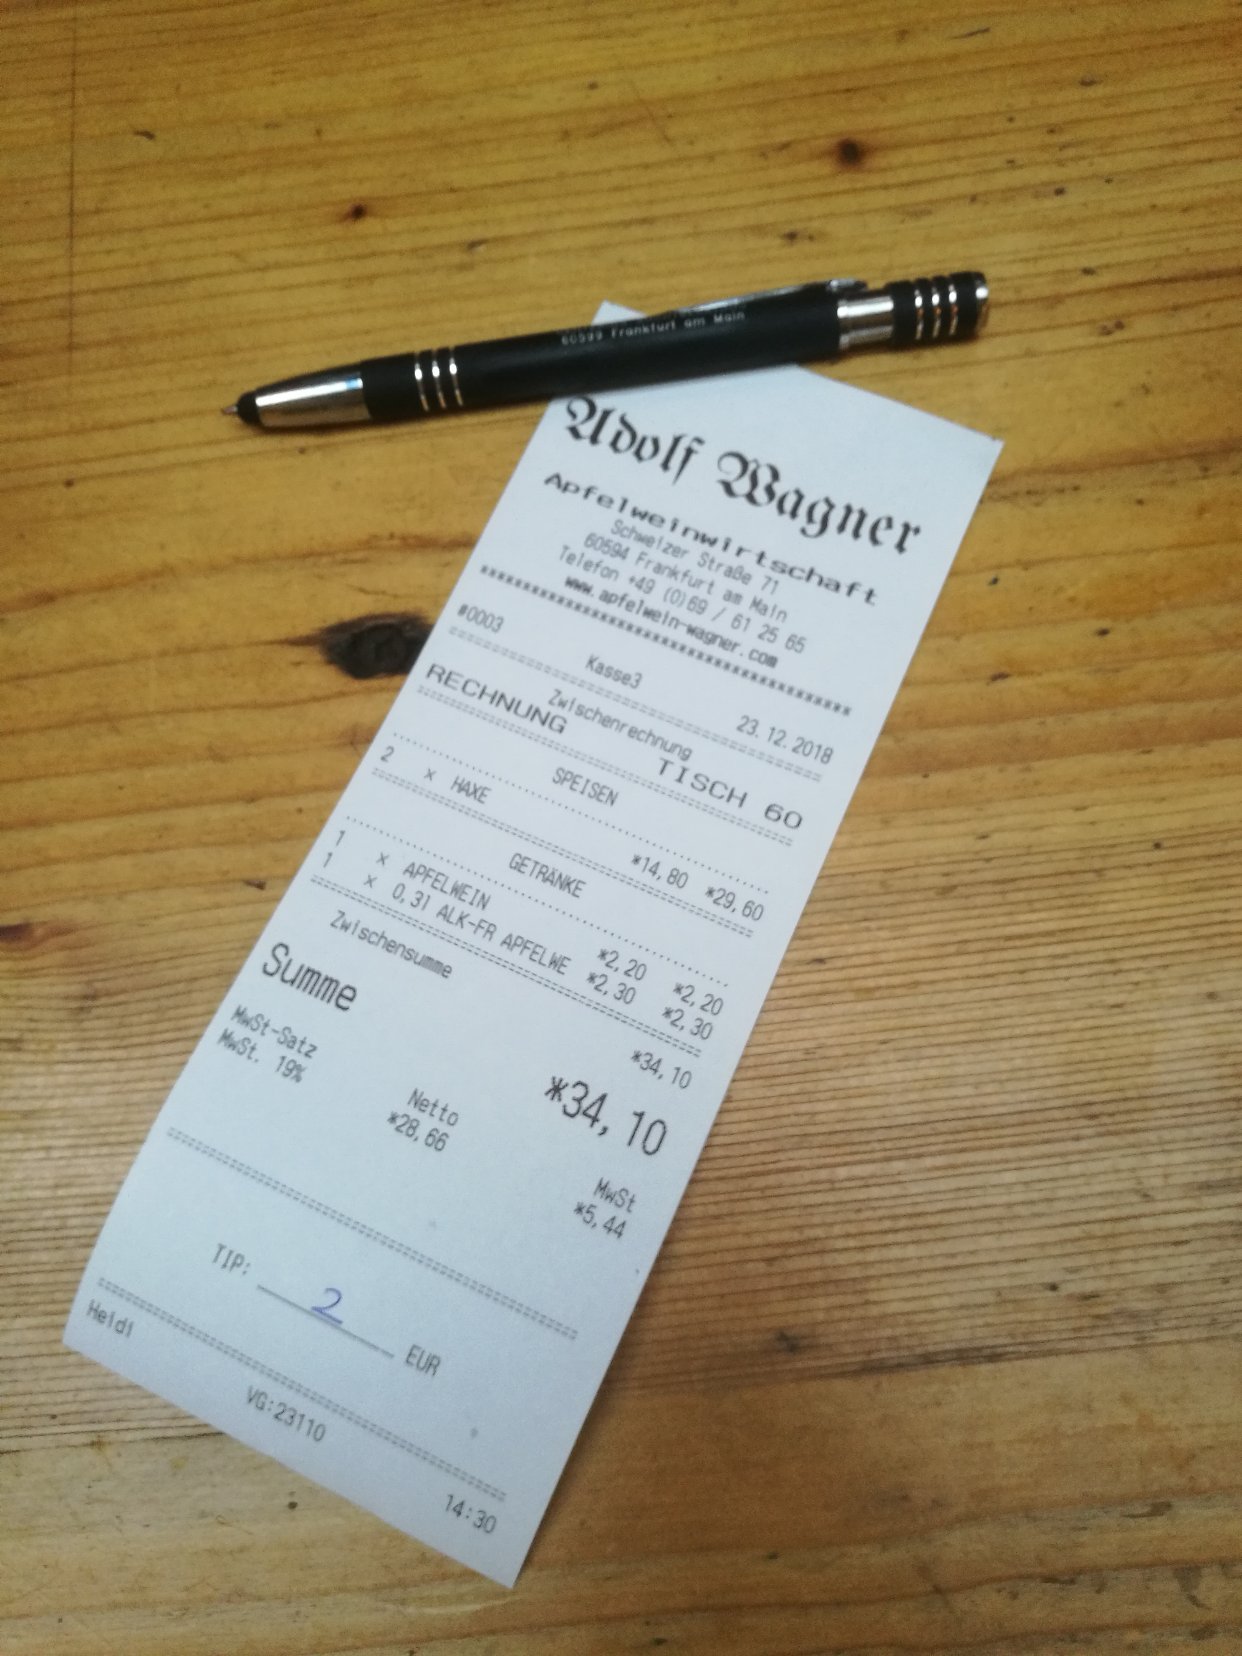 60599 Frankfurt am Main
Adolf Wagner
Apfelweinwirtschaft
Schweizer Straße 71
60594 Frankfurt am Main
Telefon +49 (0)69 / 61 25 65
www.apfelwein-wagner.com
#0003 Kasse3 23.12.2018
Zwischenrechnung
RECHNUNG TISCH 60
SPEISEN
2 x HAXE *14,80 *29,60
GETRÄNKE
1 x APFELWEIN *2,20 *2,20
1 x 0,3l ALK-FR APFELWE *2,30 *2,30
Zwischensumme *34,10
Summe *34,10
MwSt-Satz Netto MwSt
MwSt. 19% *28,66 *5,44
TIP: 2 EUR
Heidi VG:23110 14:30